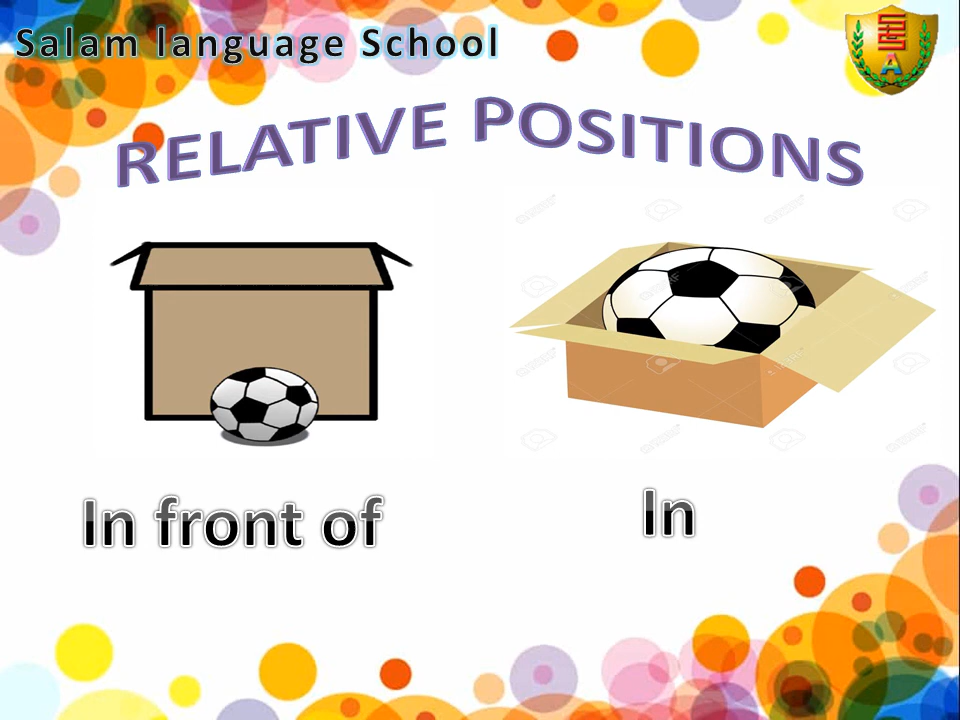 Salam language School
RELATIVE POSITIONS
In front of
In